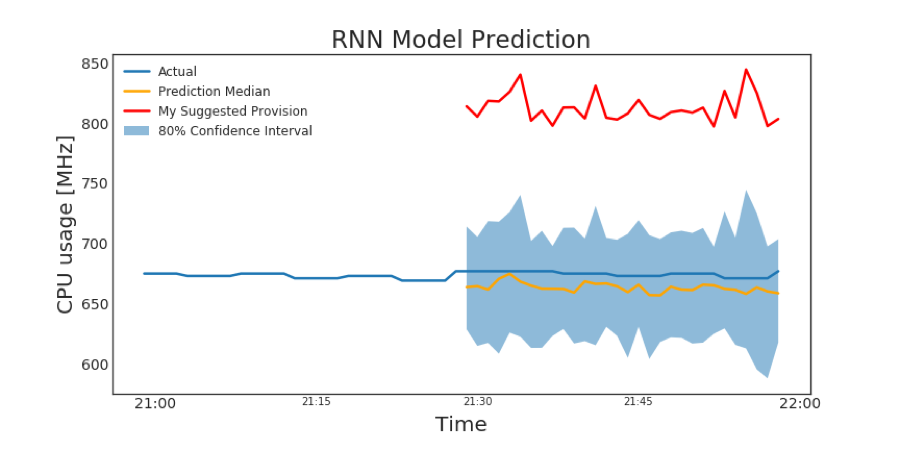 RNN Model Prediction
850
800
750
700
650
600
CPU usage [MHz]
Actual
Prediction Median
My Suggested Provision
80% Confidence Interval
21:00
21:15
21:30
21:45
22:00
Time